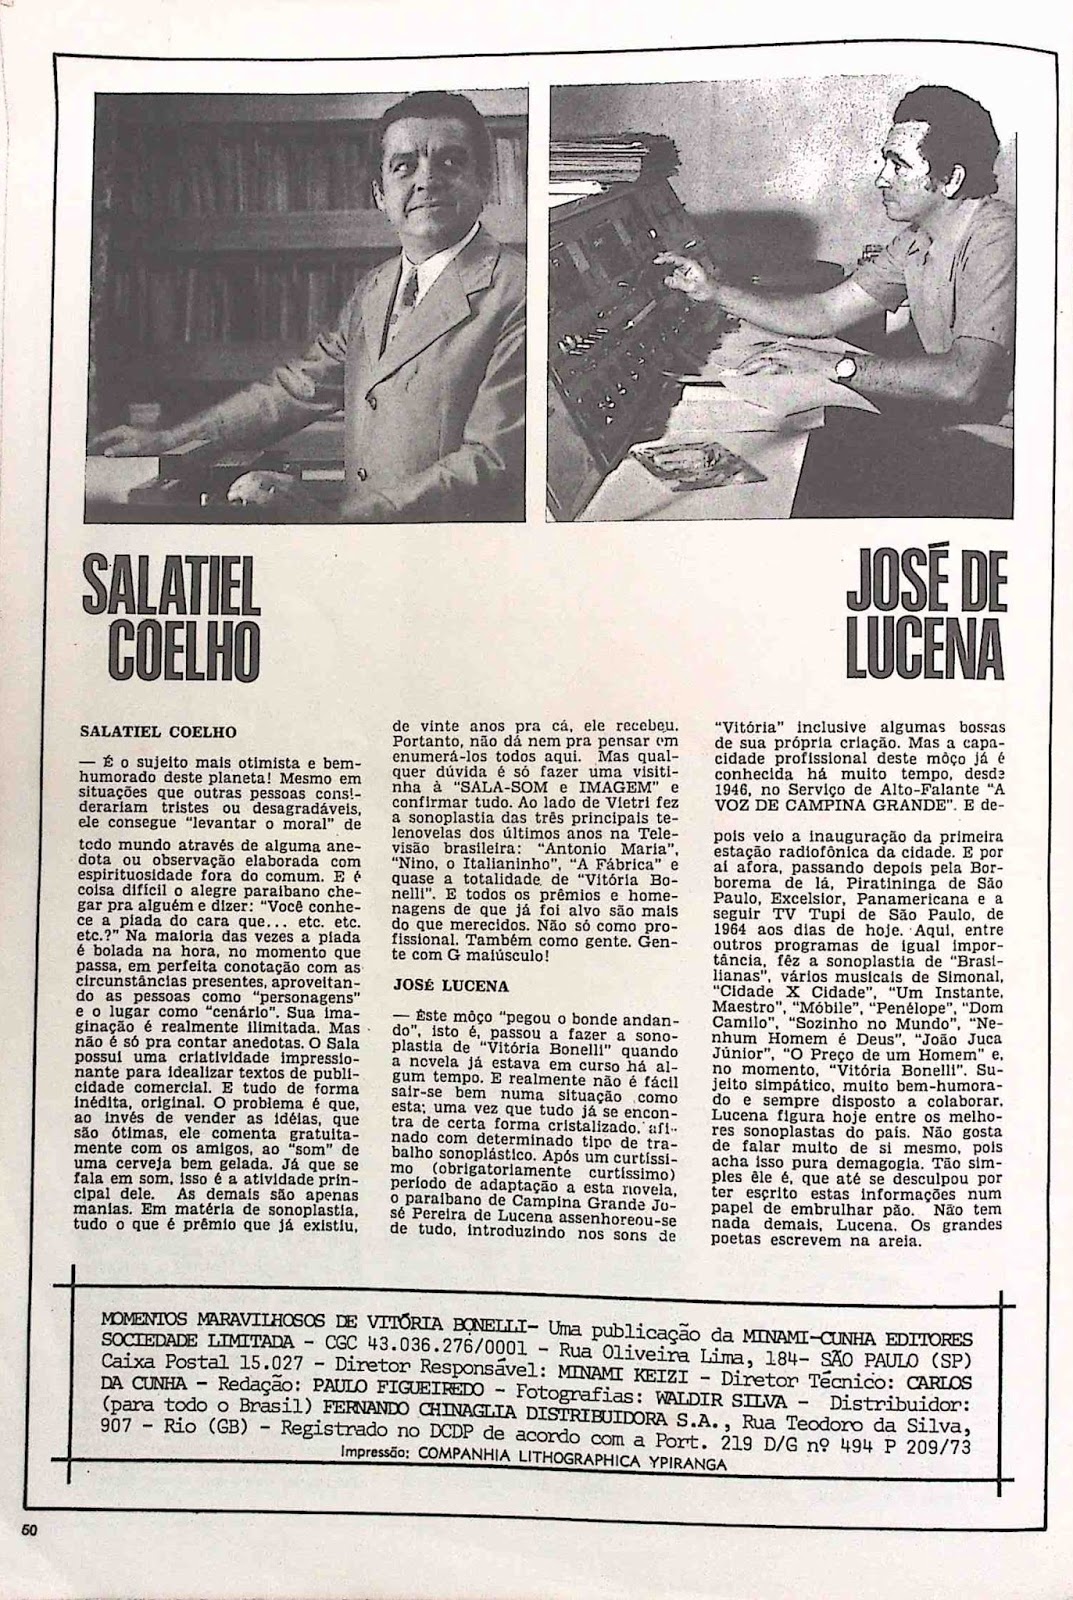 SALATIEL
COELHO
JOSÉ DE
LUCENA
SALATIEL COELHO
— É o sujeito mais otimista e bem-
humorado deste planeta! Mesmo em
situações que outras pessoas consi-
derariam tristes ou desagradáveis,
ele consegue "levantar o moral" de
todo mundo através de alguma ane-
dota ou observação elaborada com
espirituosidade fora do comum. E é
coisa difícil o alegre paraibano che-
gar pra alguém e dizer: "Você conhe-
ce a piada do cara que... etc. etc.
etc.?" Na maioria das vezes a piada
é bolada na hora, no momento que
passa, em perfeita conotação com as
circunstâncias presentes, aproveitan-
do as pessoas como "personagens"
e o lugar como "cenário". Sua ima-
ginação é realmente ilimitada. Mas
não é só pra contar anedotas. O Sala
possui uma criatividade impressio-
nante para idealizar textos de publi-
cidade comercial. E tudo de forma
inédita, original. O problema é que,
ao invés de vender as idéias, que
são ótimas, ele comenta gratuita-
mente com os amigos, ao "som" de
uma cerveja bem gelada. Já que se
fala em som, isso é a atividade prin-
cipal dele. As demais são apenas
manias. Em matéria de sonoplastia,
tudo o que é prêmio que já existiu,
de vinte anos pra cá, ele recebeu.
Portanto, não dá nem pra pensar em
enumerá-los todos aqui. Mas qual-
quer dúvida é só fazer uma visiti-
nha à "SALA-SOM e IMAGEM" e
confirmar tudo. Ao lado de Vietri fez
a sonoplastia das três principais te-
lenovelas dos últimos anos na Tele-
visão brasileira: "Antonio Maria",
"Nino, o Italianinho", "A Fábrica" e
quase a totalidade de "Vitória Bo-
nelli". E todos os prêmios e home-
nagens de que já foi alvo são mais
do que merecidos. Não só como pro-
fissional. Também como gente. Gen-
te com G maiúsculo!
JOSÉ LUCENA
— Êste môço "pegou o bonde andan-
do", isto é, passou a fazer a sono-
plastia de "Vitória Bonelli" quando
a novela já estava em curso há al-
gum tempo. E realmente não é fácil
sair-se bem numa situação como
esta; uma vez que tudo já se encon-
tra de certa forma cristalizado, afi-
nado com determinado tipo de tra-
balho sonoplástico. Após um curtíssi-
mo (obrigatoriamente curtíssimo)
período de adaptação a esta novela,
o paraibano de Campina Grande Jo-
sé Pereira de Lucena assenhoreou-se
de tudo, introduzindo nos sons de
"Vitória" inclusive algumas bossas
de sua própria criação. Mas a capa-
cidade profissional deste môço já é
conhecida há muito tempo, desde
1946, no Serviço de Alto-Falante "A
VOZ DE CAMPINA GRANDE". E de-
pois veio a inauguração da primeira
estação radiofônica da cidade. E por
aí afora, passando depois pela Bor-
borema de lá, Piratininga de São
Paulo, Excelsior, Panamericana e a
seguir TV Tupi de São Paulo, de
1964 aos dias de hoje. Aqui, entre
outros programas de igual impor-
tância, fêz a sonoplastia de "Brasi-
lianas", vários musicais de Simonal,
"Cidade X Cidade", "Um Instante,
Maestro", "Móbile", "Penélope", "Dom
Camilo", "Sozinho no Mundo", "Ne-
nhum Homem é Deus", "João Juca
Júnior", "O Preço de um Homem" e,
no momento, "Vitória Bonelli". Su-
jeito simpático, muito bem-humora-
do e sempre disposto a colaborar,
Lucena figura hoje entre os melho-
res sonoplastas do país. Não gosta
de falar muito de si mesmo, pois
acha isso pura demagogia. Tão sim-
ples êle é, que até se desculpou por
ter escrito estas informações num
papel de embrulhar pão. Não tem
nada demais, Lucena. Os grandes
poetas escrevem na areia.
MOMENTOS MARAVILHOSOS DE VITÓRIA BONELLI- Uma publicação da MINAMI-CUNHA EDITORES
SOCIEDADE LIMITADA - CGC 43.036.276/0001 - Rua Oliveira Lima, 184- SÃO PAULO (SP)
Caixa Postal 15.027 - Diretor Responsável: MINAMI KEIZI - Diretor Técnico: CARLOS
DA CUNHA - Redação: PAULO FIGUEIREDO - Fotografias: WALDIR SILVA - Distribuidor:
(para todo o Brasil) FERNANDO CHINAGLIA DISTRIBUIDORA S.A., Rua Teodoro da Silva,
907 - Rio (GB) - Registrado no DCDP de acordo com a Port. 219 D/G nº 494 P 209/73
Impressão: COMPANHIA LITHOGRAPHICA YPIRANGA
50